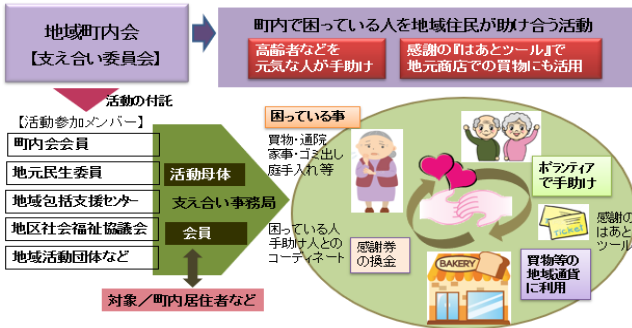 地域町内会
【支え合い委員会】
町内で困っている人を地域住民が助け合う活動
高齢者などを
元気な人が手助け
感謝の『はあとツール』で
地元商店での買物にも活用
活動の付託
【活動参加メンバー】
町内会会員
地元民生委員
地域包括支援センター
地区社会福祉協議会
地域活動団体など
活動母体
支え合い事務局
会員
対象／町内居住者など
困っている事
買物・通院
家事・ゴミ出し
庭手入れ等
困っている人
手助け人との
コーディネート
ボランティア
で手助け
Ticket
感謝の
はあと
ツール
感謝券
の換金
BAKERY
買物等の
地域通貨
に利用